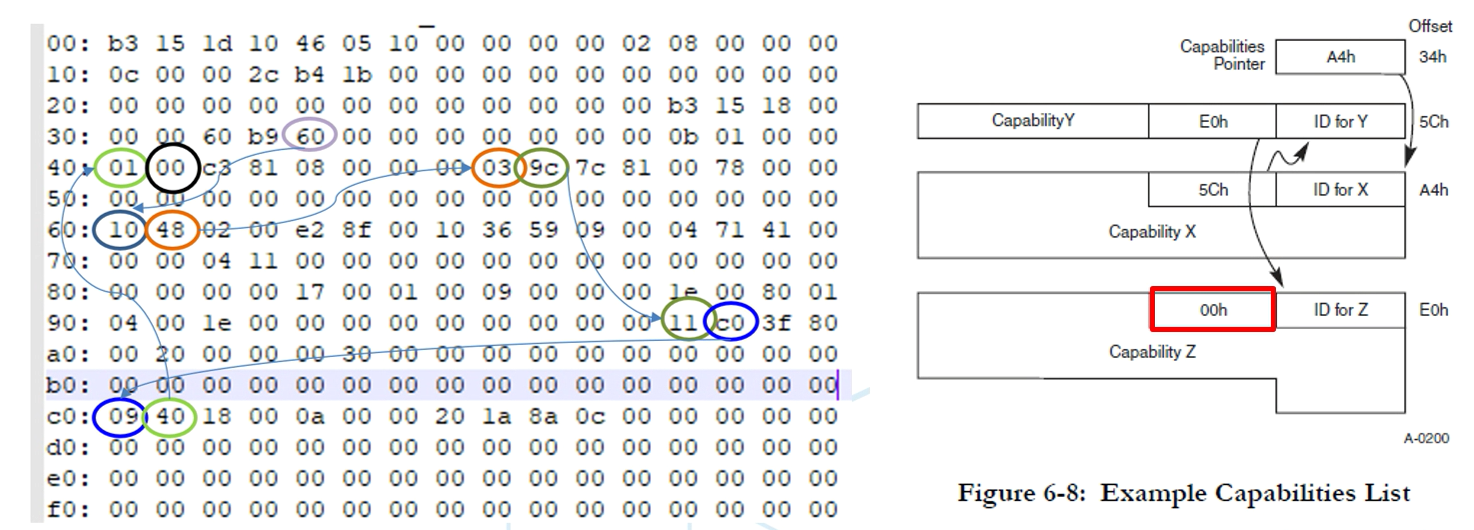 00: b3 15 1d 10 46 05 10 00 00 00 00 02 08 00 00 00
10: 0c 00 00 2c b4 1b 00 00 00 00 00 00 00 00 00 00
20: 00 00 00 00 00 00 00 00 00 00 00 00 b3 15 18 00
30: 00 00 60 b9 60 00 00 00 00 00 00 00 0b 01 00 00
40: 01 00 c3 81 08 00 00 00 03 9c 7c 81 00 78 00 00
50: 00 00 00 00 00 00 00 00 00 00 00 00 00 00 00 00
60: 10 48 02 00 e2 8f 00 10 36 59 09 00 04 71 41 00
70: 00 00 04 11 00 00 00 00 00 00 00 00 00 00 00 00
80: 00 00 00 00 17 00 01 00 09 00 00 00 1e 00 80 01
90: 04 00 1e 00 00 00 00 00 00 00 00 00 11 c0 3f 80
a0: 00 20 00 00 00 30 00 00 00 00 00 00 00 00 00 00
b0: 00 00 00 00 00 00 00 00 00 00 00 00 00 00 00 00
c0: 09 40 18 00 0a 00 00 20 1a 8a 0c 00 00 00 00 00
d0: 00 00 00 00 00 00 00 00 00 00 00 00 00 00 00 00
e0: 00 00 00 00 00 00 00 00 00 00 00 00 00 00 00 00
f0: 00 00 00 00 00 00 00 00 00 00 00 00 00 00 00 00
Offset
Capabilities
Pointer
A4h
34h
CapabilityY
E0h
ID for Y
5Ch
5Ch
ID for X
A4h
Capability X
00h
ID for Z
E0h
Capability Z
A-0200
Figure 6-8: Example Capabilities List